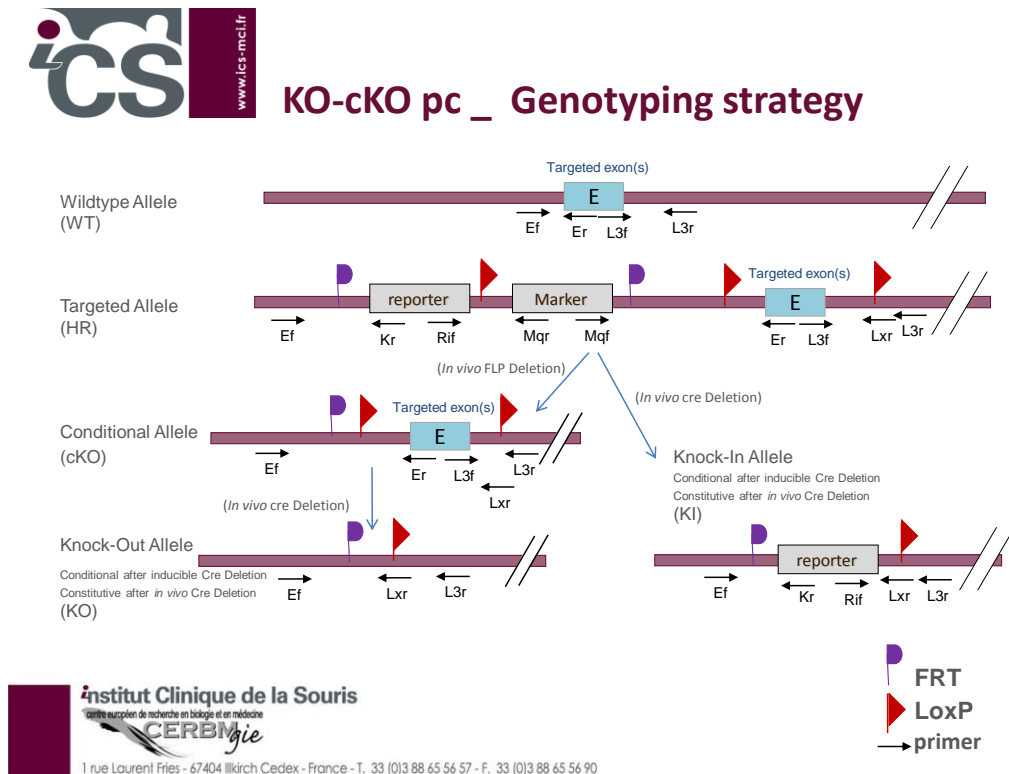 iCS
www.ics-mci.fr
KO-cKO pc _ Genotyping strategy
Targeted exon(s)
Wildtype Allele
(WT)
E
Ef
Er
L3f
L3r
Targeted exon(s)
Targeted Allele
(HR)
reporter
Marker
E
Ef
Kr
Rif
Mqr
Mqf
Er
L3f
Lxr
L3r
(In vivo FLP Deletion)
(In vivo cre Deletion)
Targeted exon(s)
Conditional Allele
(cKO)
E
Ef
Er
L3f
L3r
Lxr
(In vivo cre Deletion)
Knock-In Allele
Conditional after inducible Cre Deletion
Constitutive after in vivo Cre Deletion
(KI)
Knock-Out Allele
Conditional after inducible Cre Deletion
Constitutive after in vivo Cre Deletion
(KO)
Ef
Lxr
L3r
reporter
Ef
Kr
Rif
Lxr
L3r
FRT
LoxP
primer
institut Clinique de la Souris
centre européen de recherche en biologie et en médecine
CERBM gie
1 rue Laurent Fries - 67404 Illkirch Cedex - France - T. 33 (0)3 88 65 56 57 - F. 33 (0)3 88 65 56 90